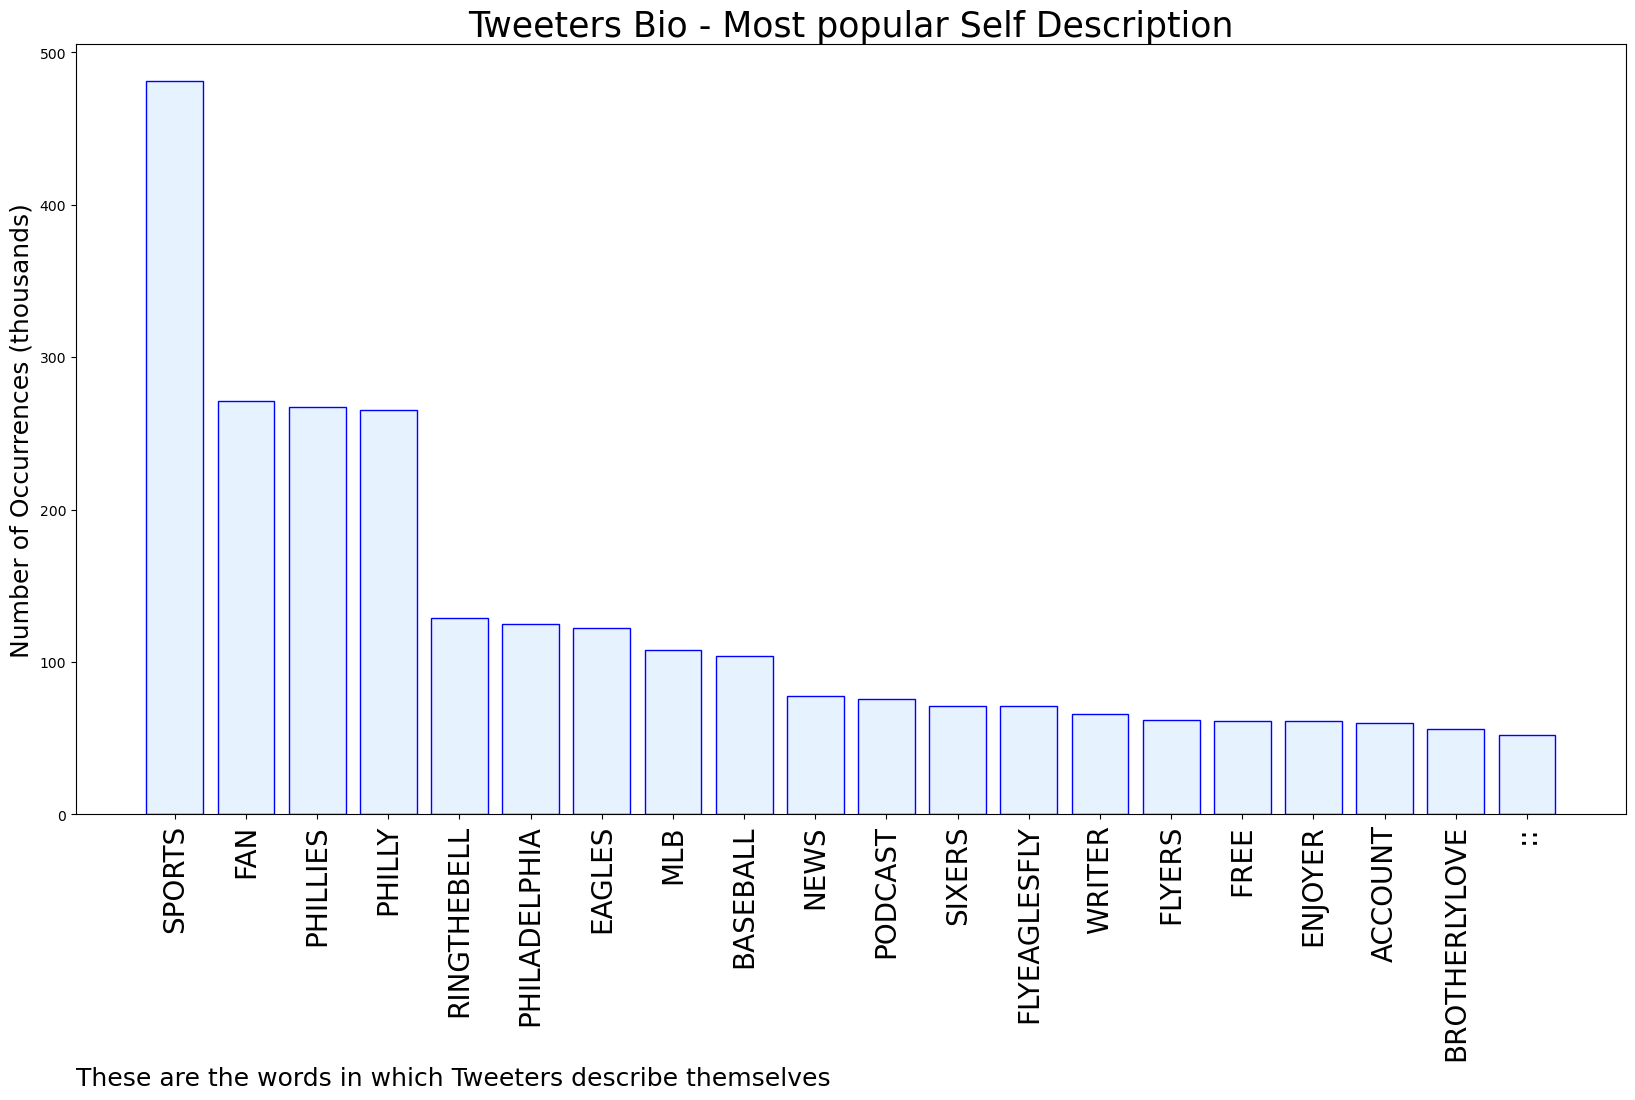 Tweeters Bio - Most popular Self Description
Number of Occurrences (thousands)
500
400
300
200
100
0
SPORTS
FAN
PHILLIES
PHILLY
RINGTHEBELL
PHILADELPHIA
EAGLES
MLB
BASEBALL
NEWS
PODCAST
SIXERS
FLYEAGLESFLY
WRITER
FLYERS
FREE
ENJOYER
ACCOUNT
BROTHERLYLOVE
::
These are the words in which Tweeters describe themselves